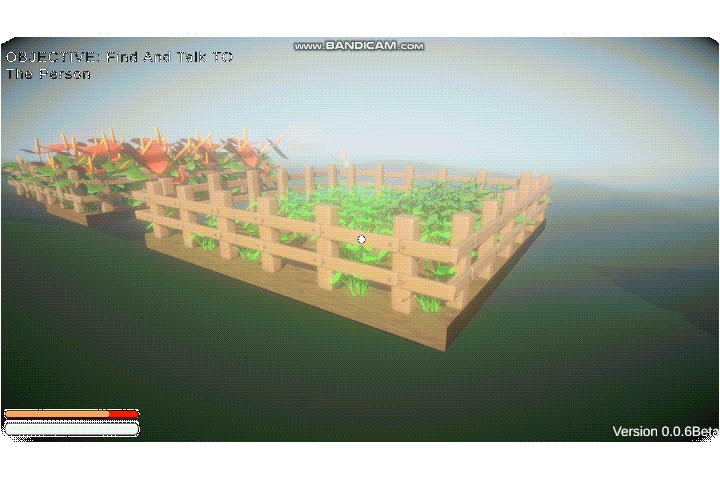 www.BANDICAM.com
OBJECTIVE: Find And Talk TO
The Person
Version 0.0.6Beta